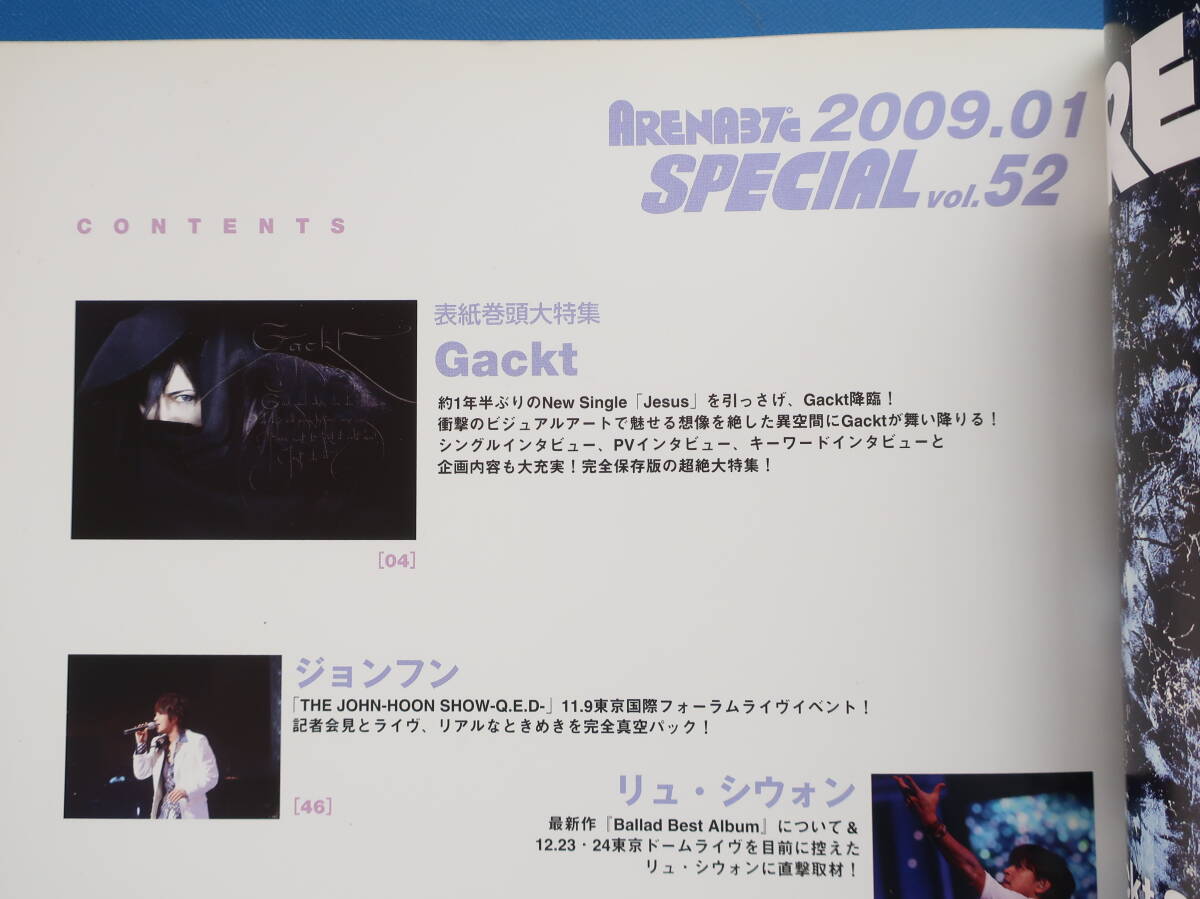 ARENA37℃ 2009.01
SPECIAL vol.52
CONTENTS
表紙巻頭大特集
Gackt
約1年半ぶりのNew Single「Jesus」を引っさげ、Gackt降臨！
衝撃のビジュアルアートで魅せる想像を絶した異空間にGacktが舞い降りる！
シングルインタビュー、PVインタビュー、キーワードインタビューと
企画内容も大充実！完全保存版の超絶大特集！
Gackt
[04]
ジョンフン
「THE JOHN-HOON SHOW-Q.E.D-」11.9東京国際フォーラムライヴイベント！
記者会見とライヴ、リアルなときめきを完全真空パック！
[46]
リュ・シウォン
最新作『Ballad Best Album』について＆
12.23・24東京ドームライヴを目前に控えた
リュ・シウォンに直撃取材！
RE